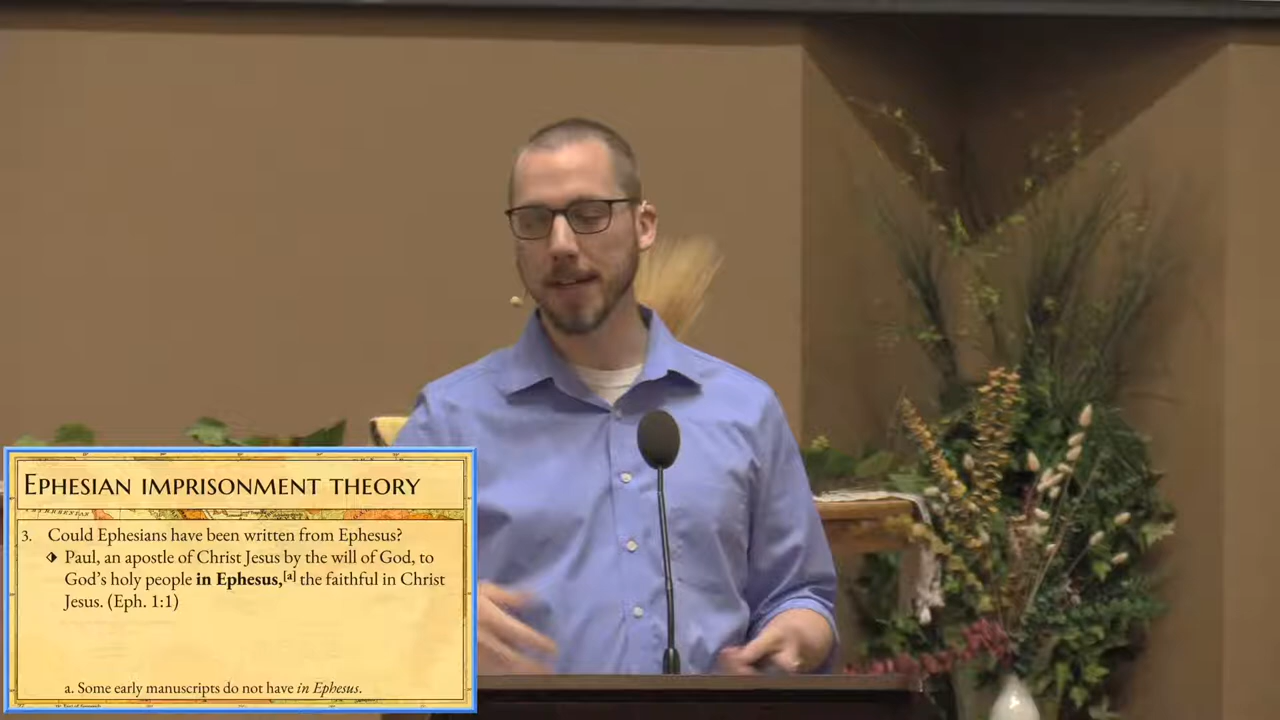 EPHESIAN IMPRISONMENT THEORY
3. Could Ephesians have been written from Ephesus?
❖ Paul, an apostle of Christ Jesus by the will of God, to
God's holy people in Ephesus,[a] the faithful in Christ
Jesus. (Eph. 1:1)
a. Some early manuscripts do not have in Ephesus.